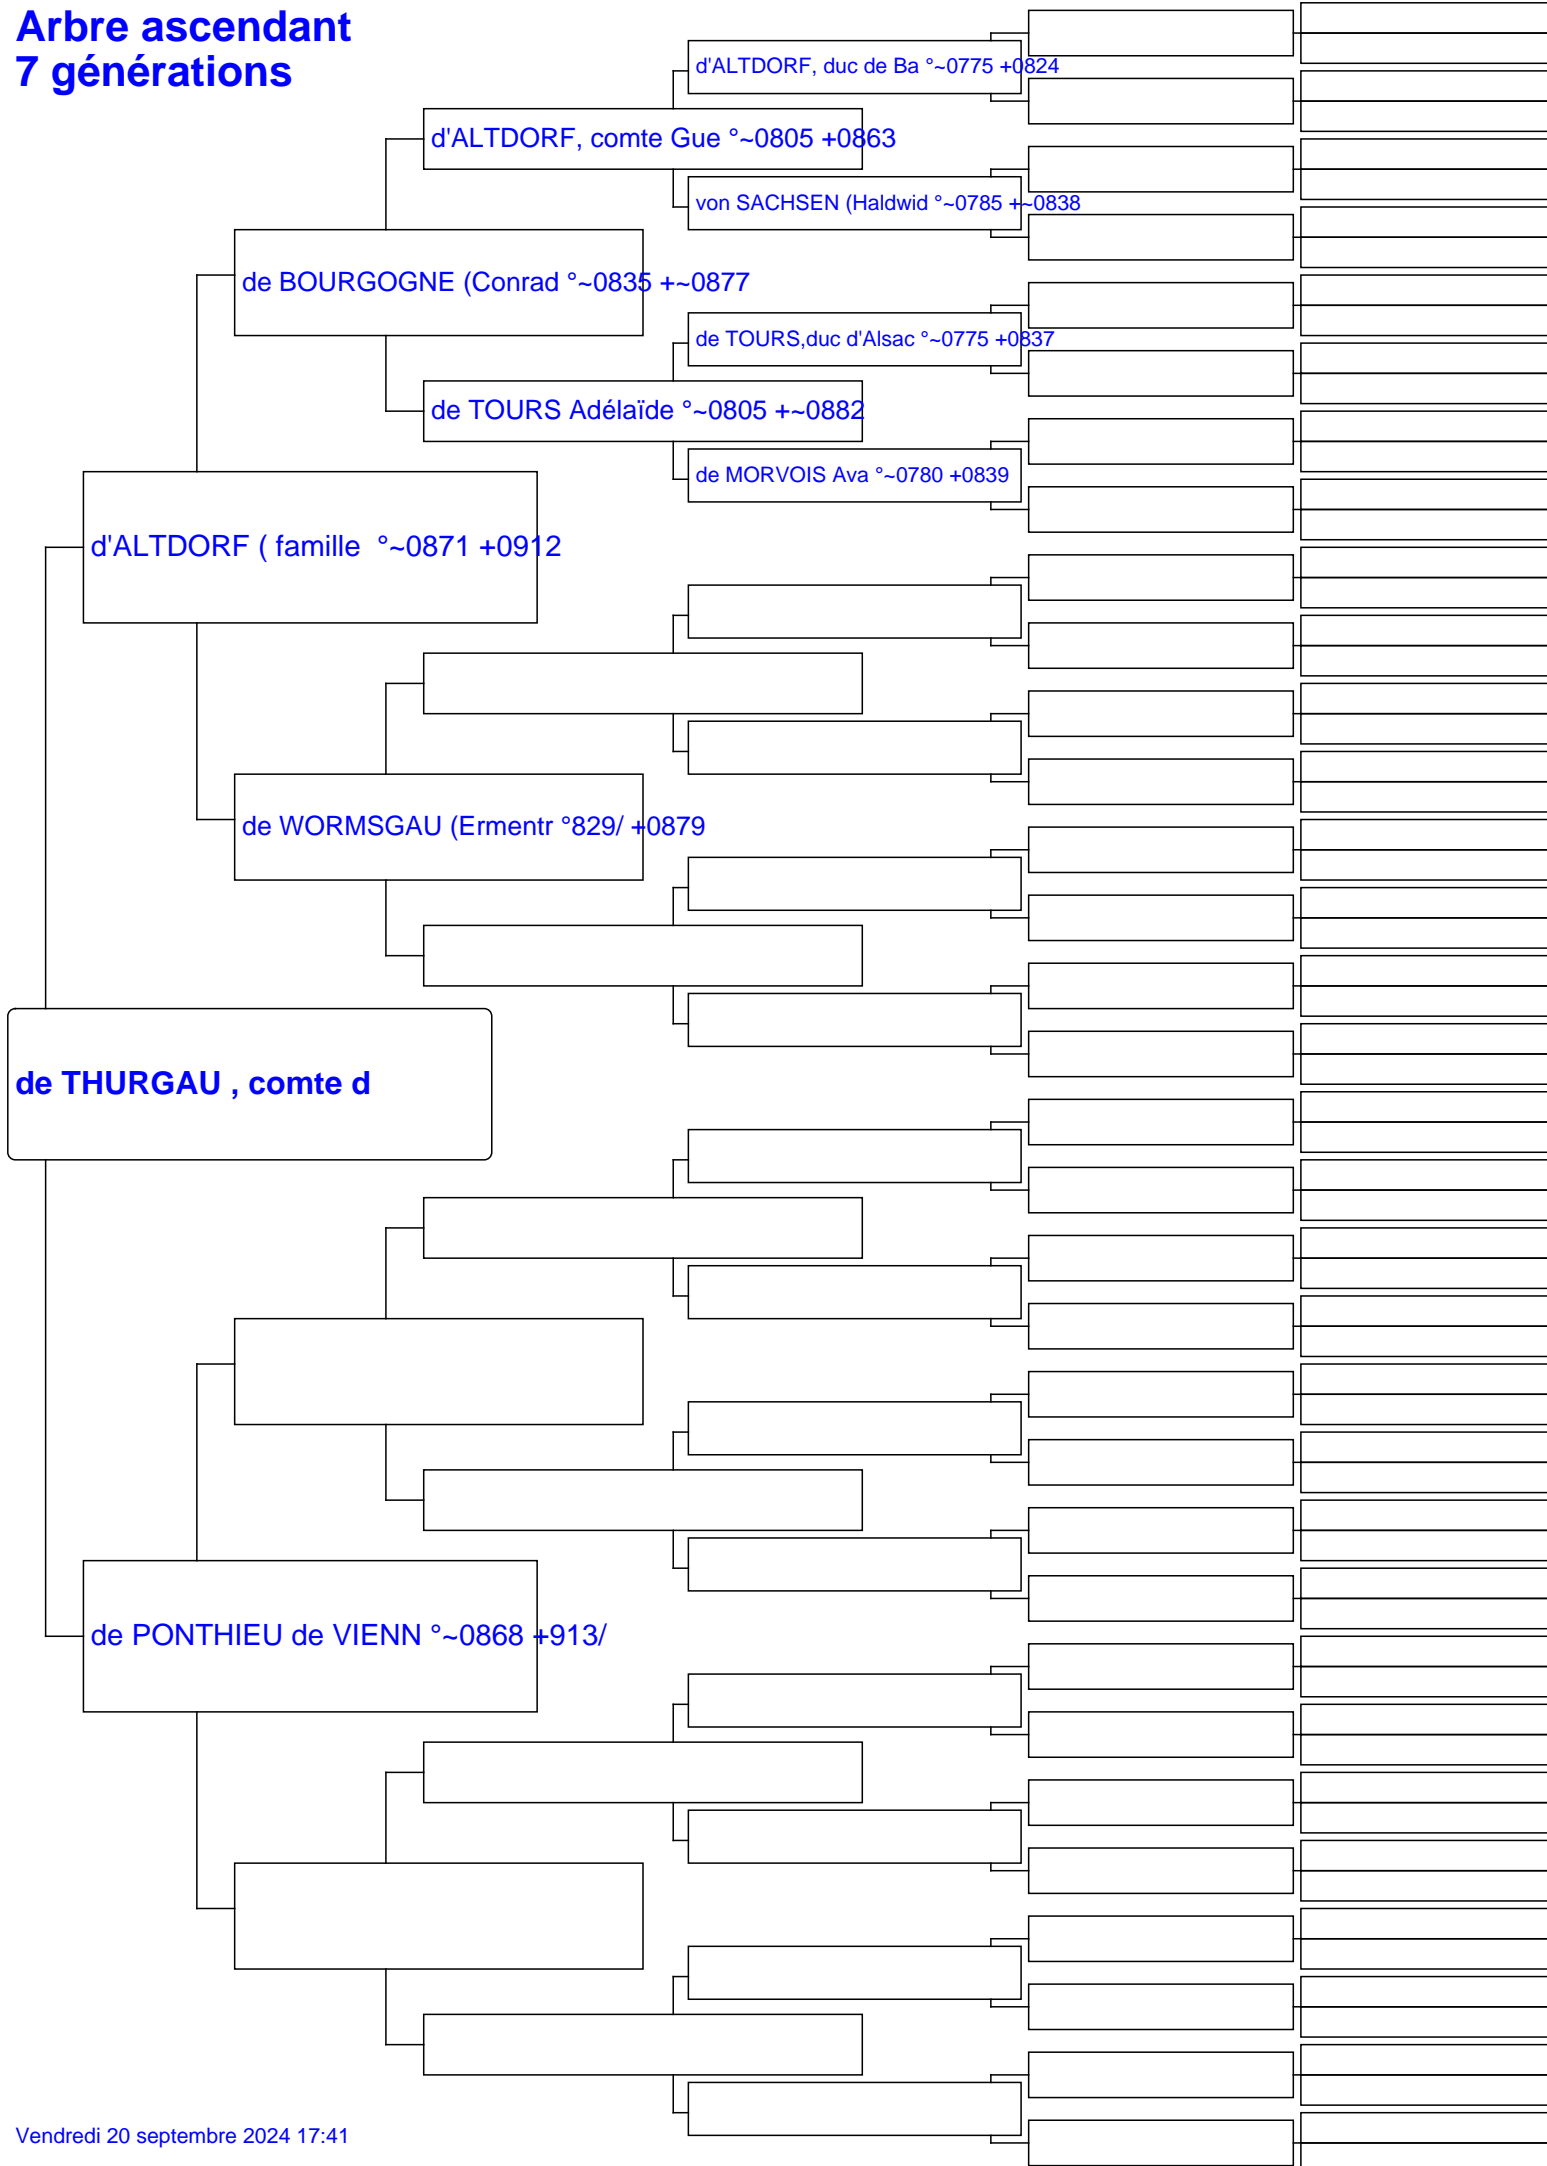 Arbre ascendant
7 générations
d'ALTDORF, duc de Ba °~0775 +0824
d'ALTDORF, comte Gue °~0805 +0863
von SACHSEN (Haldwid °~0785 +~0838
de BOURGOGNE (Conrad °~0835 +~0877
de TOURS,duc d'Alsac °~0775 +0837
de TOURS Adélaïde °~0805 +~0882
de MORVOIS Ava °~0780 +0839
d'ALTDORF ( famille °~0871 +0912
de WORMSGAU (Ermentr °829/ +0879
de THURGAU , comte d
de PONTHIEU de VIENN °~0868 +913/
Vendredi 20 septembre 2024 17:41